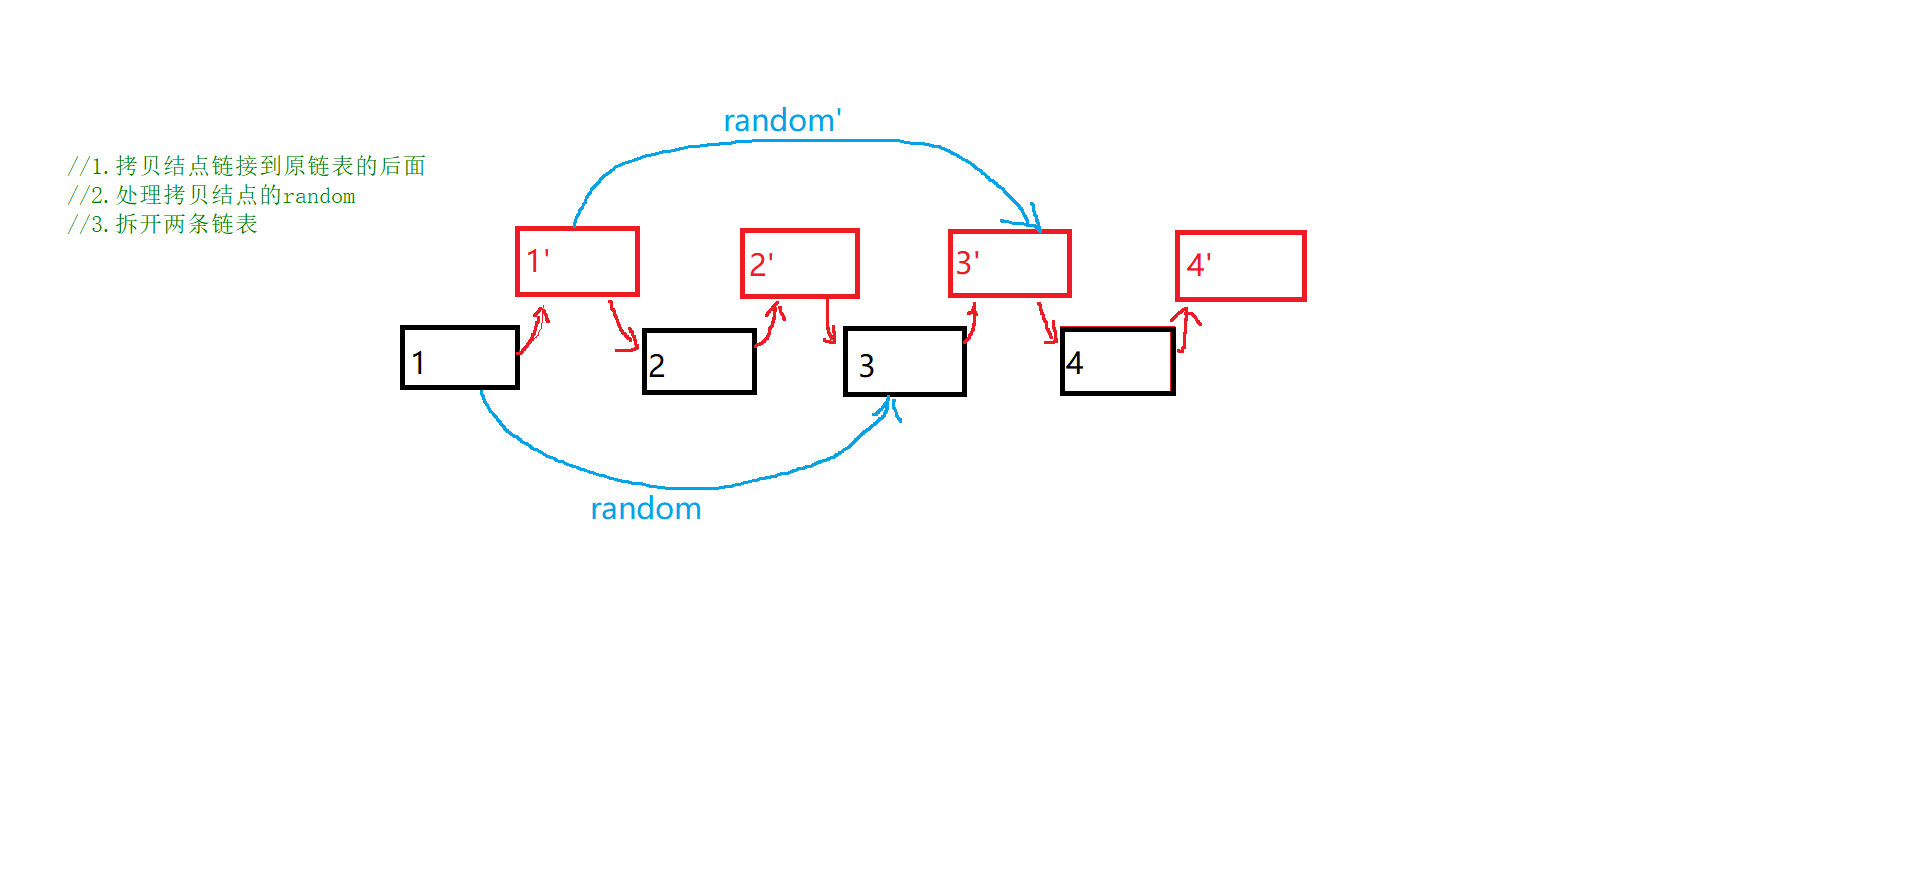 random'
//1.拷贝结点链接到原链表的后面
//2.处理拷贝结点的random
//3.拆开两条链表
1' 2' 3' 4'
1 2 3 4
random